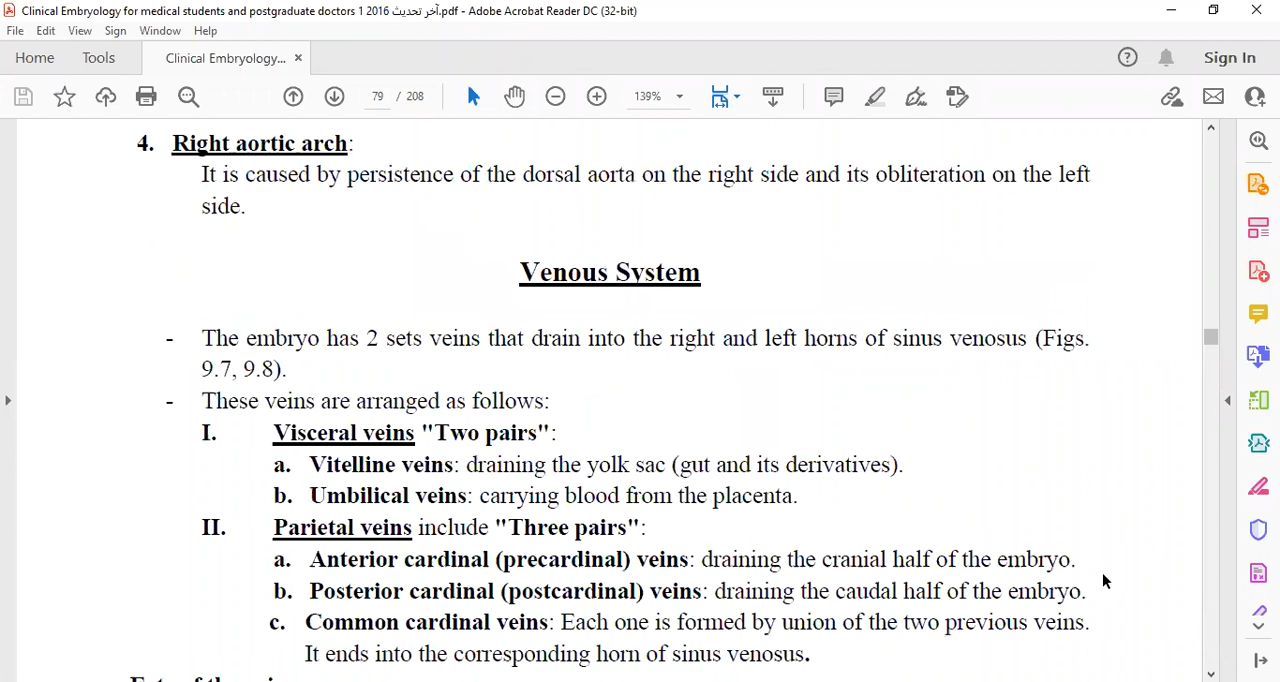 Clinical Embryology for medical students and postgraduate doctors 1 2016 آخر تحديث.pdf - Adobe Acrobat Reader DC (32-bit)
File Edit View Sign Window Help
Home Tools Clinical Embryology... × Sign In
79 / 208 139%
4. Right aortic arch:
It is caused by persistence of the dorsal aorta on the right side and its obliteration on the left
side.
Venous System
- The embryo has 2 sets veins that drain into the right and left horns of sinus venosus (Figs.
9.7, 9.8).
- These veins are arranged as follows:
I. Visceral veins "Two pairs":
a. Vitelline veins: draining the yolk sac (gut and its derivatives).
b. Umbilical veins: carrying blood from the placenta.
II. Parietal veins include "Three pairs":
a. Anterior cardinal (precardinal) veins: draining the cranial half of the embryo.
b. Posterior cardinal (postcardinal) veins: draining the caudal half of the embryo.
c. Common cardinal veins: Each one is formed by union of the two previous veins.
It ends into the corresponding horn of sinus venosus.